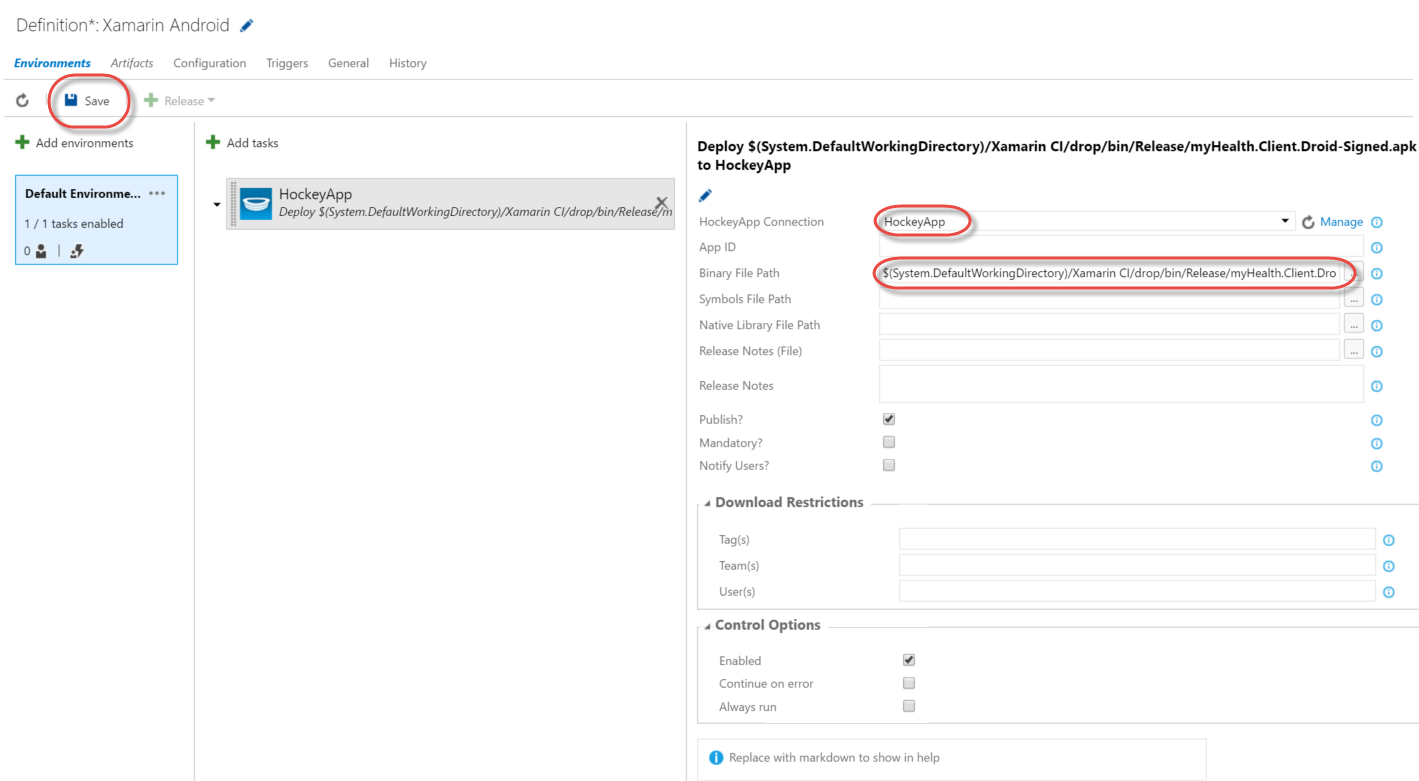 Definition*: Xamarin Android
Environments Artifacts Configuration Triggers General History
Save Release
Add environments
Default Environme... ...
1 / 1 tasks enabled
0 |
Add tasks
HockeyApp
Deploy $(System.DefaultWorkingDirectory)/Xamarin CI/drop/bin/Release/m
Deploy $(System.DefaultWorkingDirectory)/Xamarin CI/drop/bin/Release/myHealth.Client.Droid-Signed.apk
to HockeyApp
HockeyApp Connection HockeyApp Manage
App ID
Binary File Path $(System.DefaultWorkingDirectory)/Xamarin CI/drop/bin/Release/myHealth.Client.Dro ...
Symbols File Path ...
Native Library File Path ...
Release Notes (File) ...
Release Notes
Publish?
Mandatory?
Notify Users?
Download Restrictions
Tag(s)
Team(s)
User(s)
Control Options
Enabled
Continue on error
Always run
Replace with markdown to show in help